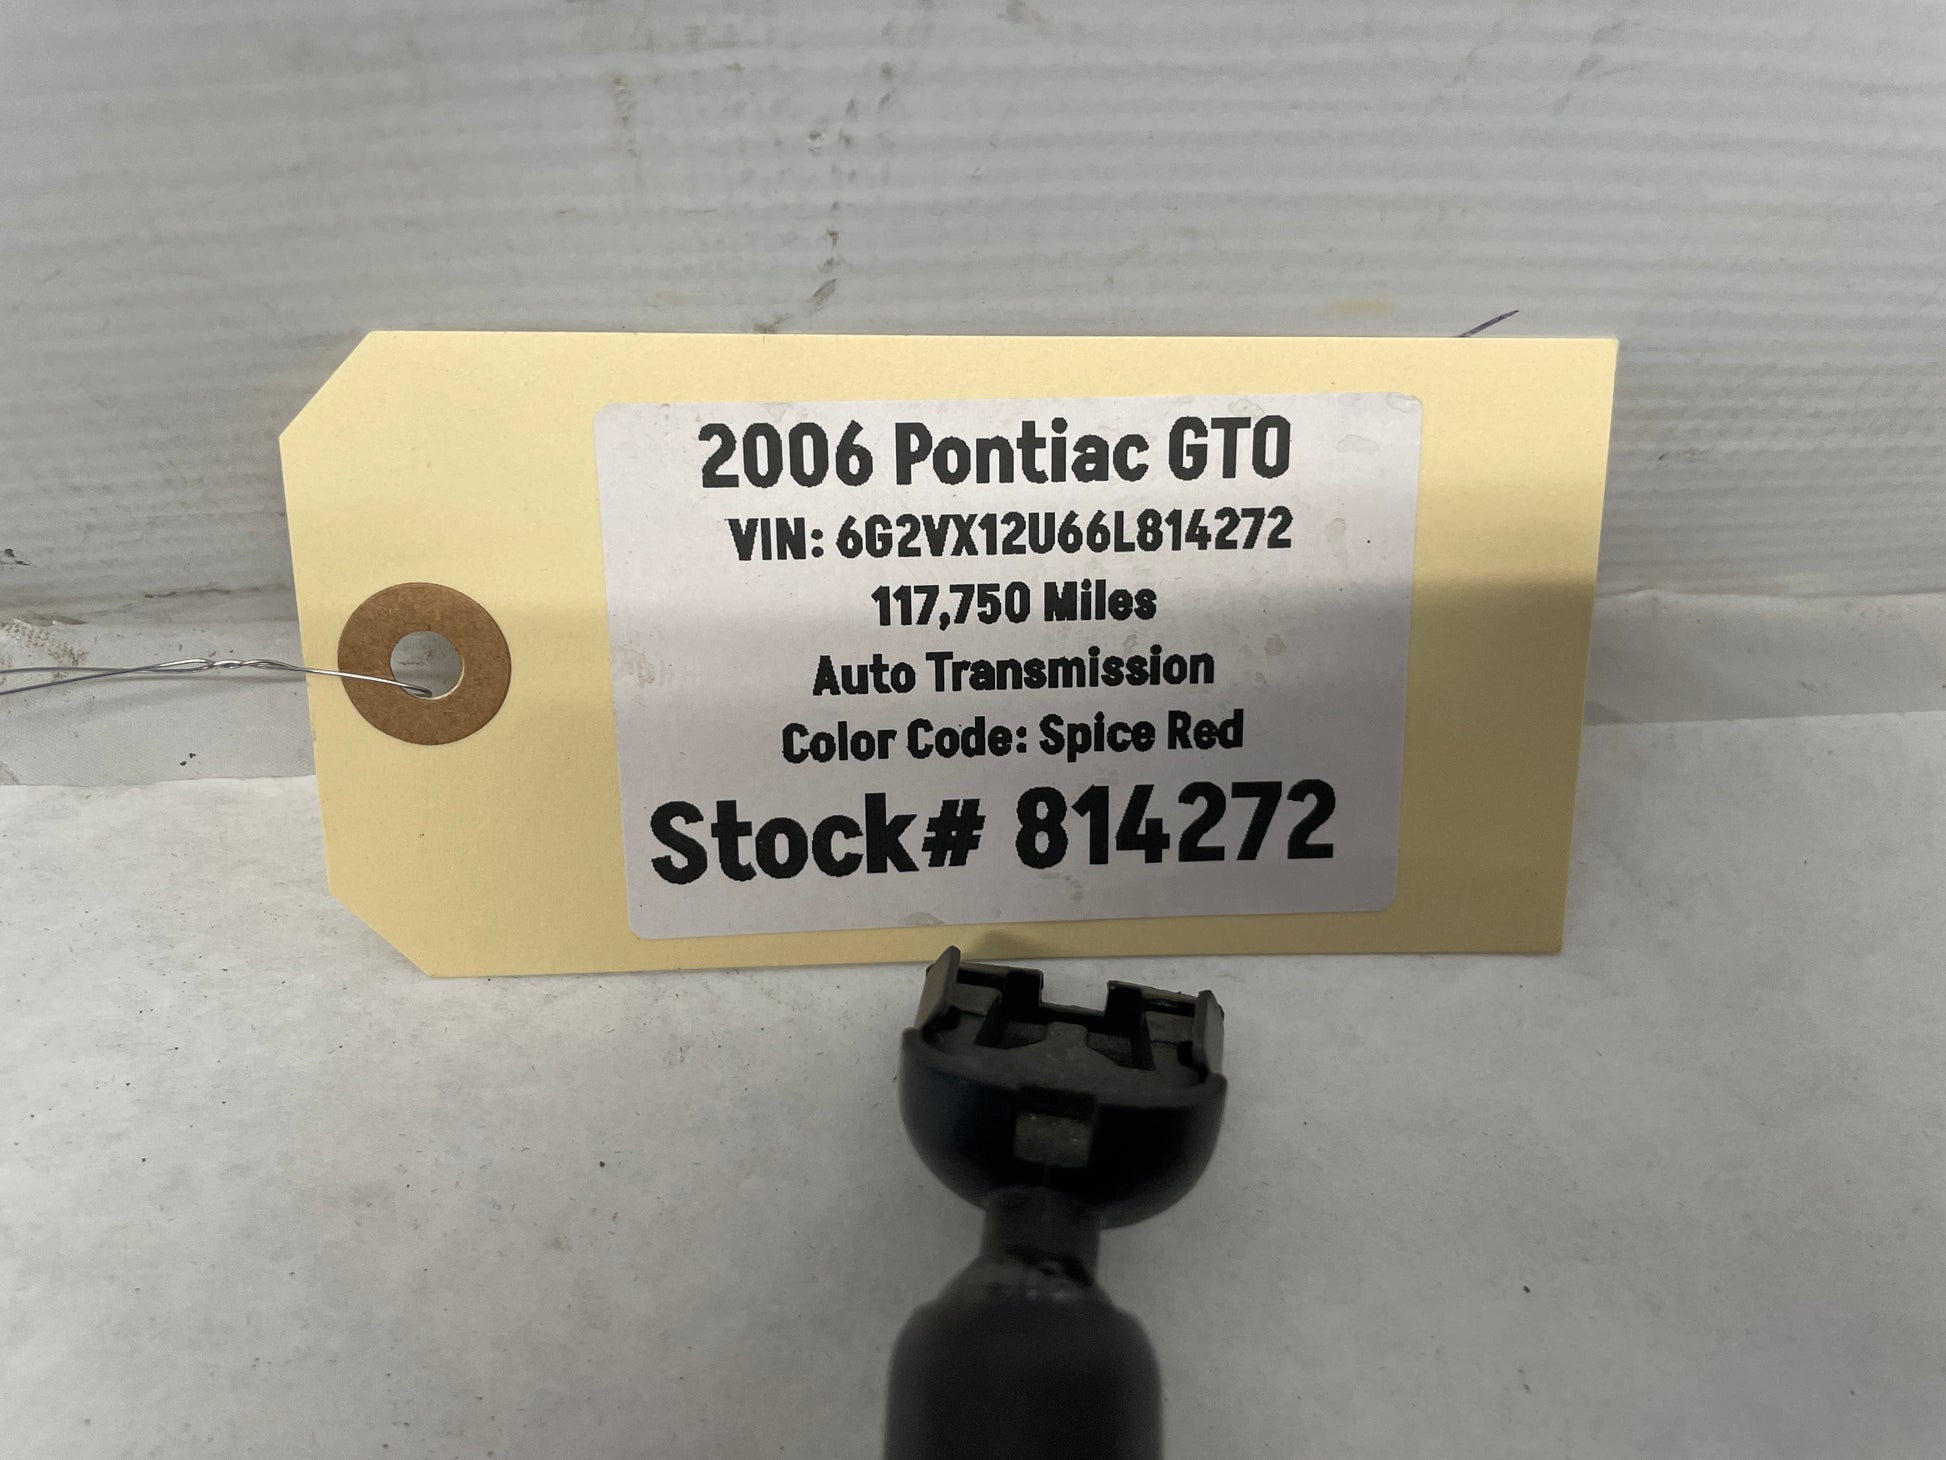 2006 Pontiac GTO
VIN: 6G2VX12U66L814272
117,750 Miles
Auto Transmission
Color Code: Spice Red
Stock# 814272